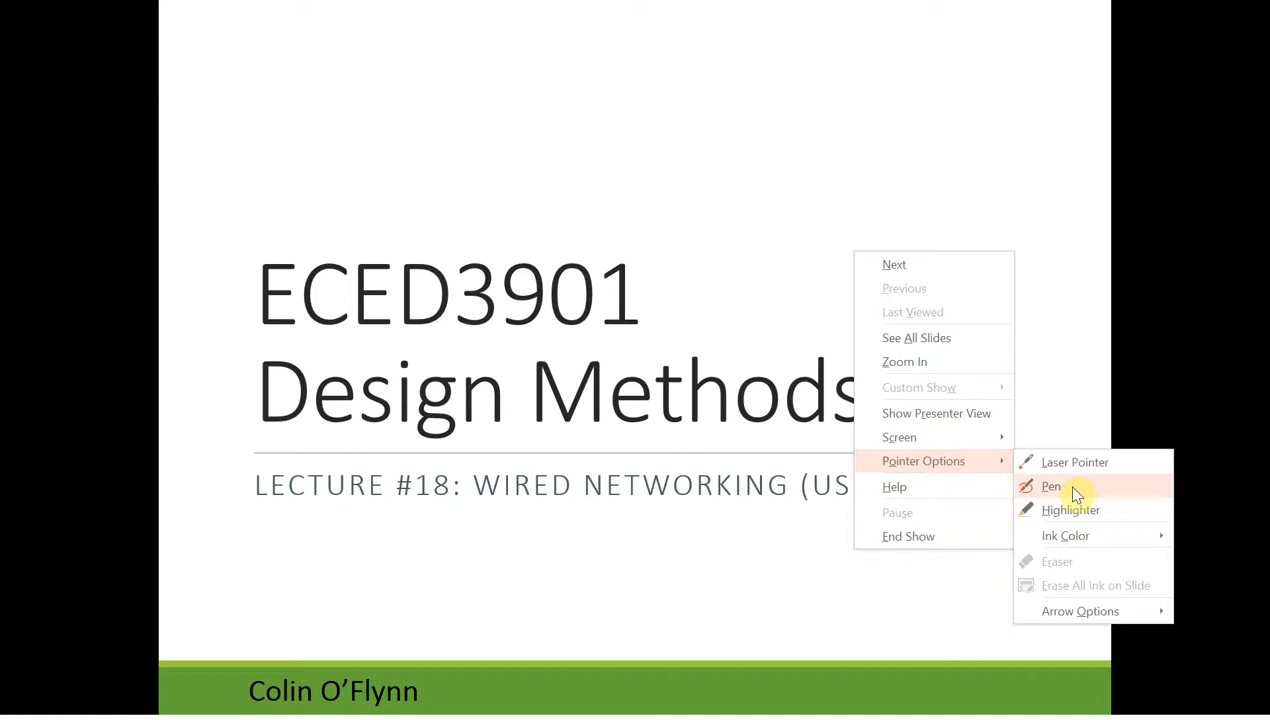 ECED3901
Design Methods
LECTURE #18: WIRED NETWORKING (US
Colin O'Flynn
Next
Previous
Last Viewed
See All Slides
Zoom In
Custom Show
Show Presenter View
Screen
Pointer Options
Help
Pause
End Show
Laser Pointer
Pen
Highlighter
Ink Color
Eraser
Erase All Ink on Slide
Arrow Options